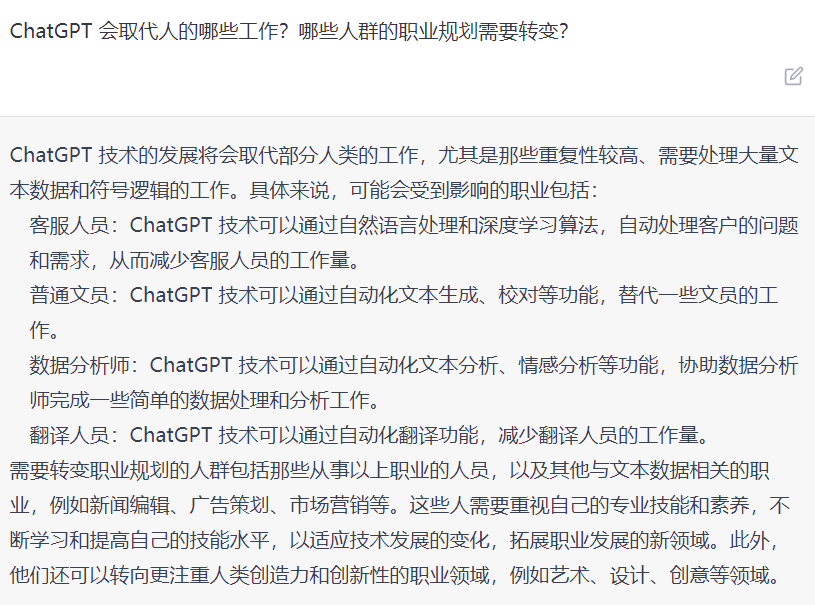 ChatGPT 会取代人的哪些工作？哪些人群的职业规划需要转变？
ChatGPT 技术的发展将会取代部分人类的工作，尤其是那些重复性较高、需要处理大量文
本数据和符号逻辑的工作。具体来说，可能会受到影响的职业包括：
客服人员：ChatGPT 技术可以通过自然语言处理和深度学习算法，自动处理客户的问题
和需求，从而减少客服人员的工作量。
普通文员：ChatGPT 技术可以通过自动化文本生成、校对等功能，替代一些文员的工
作。
数据分析师：ChatGPT 技术可以通过自动化文本分析、情感分析等功能，协助数据分析
师完成一些简单的数据处理和分析工作。
翻译人员：ChatGPT 技术可以通过自动化翻译功能，减少翻译人员的工作量。
需要转变职业规划的人群包括那些从事以上职业的人员，以及其他与文本数据相关的职
业，例如新闻编辑、广告策划、市场营销等。这些人需要重视自己的专业技能和素养，不
断学习和提高自己的技能水平，以适应技术发展的变化，拓展职业发展的新领域。此外，
他们还可以转向更注重人类创造力和创新性的职业领域，例如艺术、设计、创意等领域。